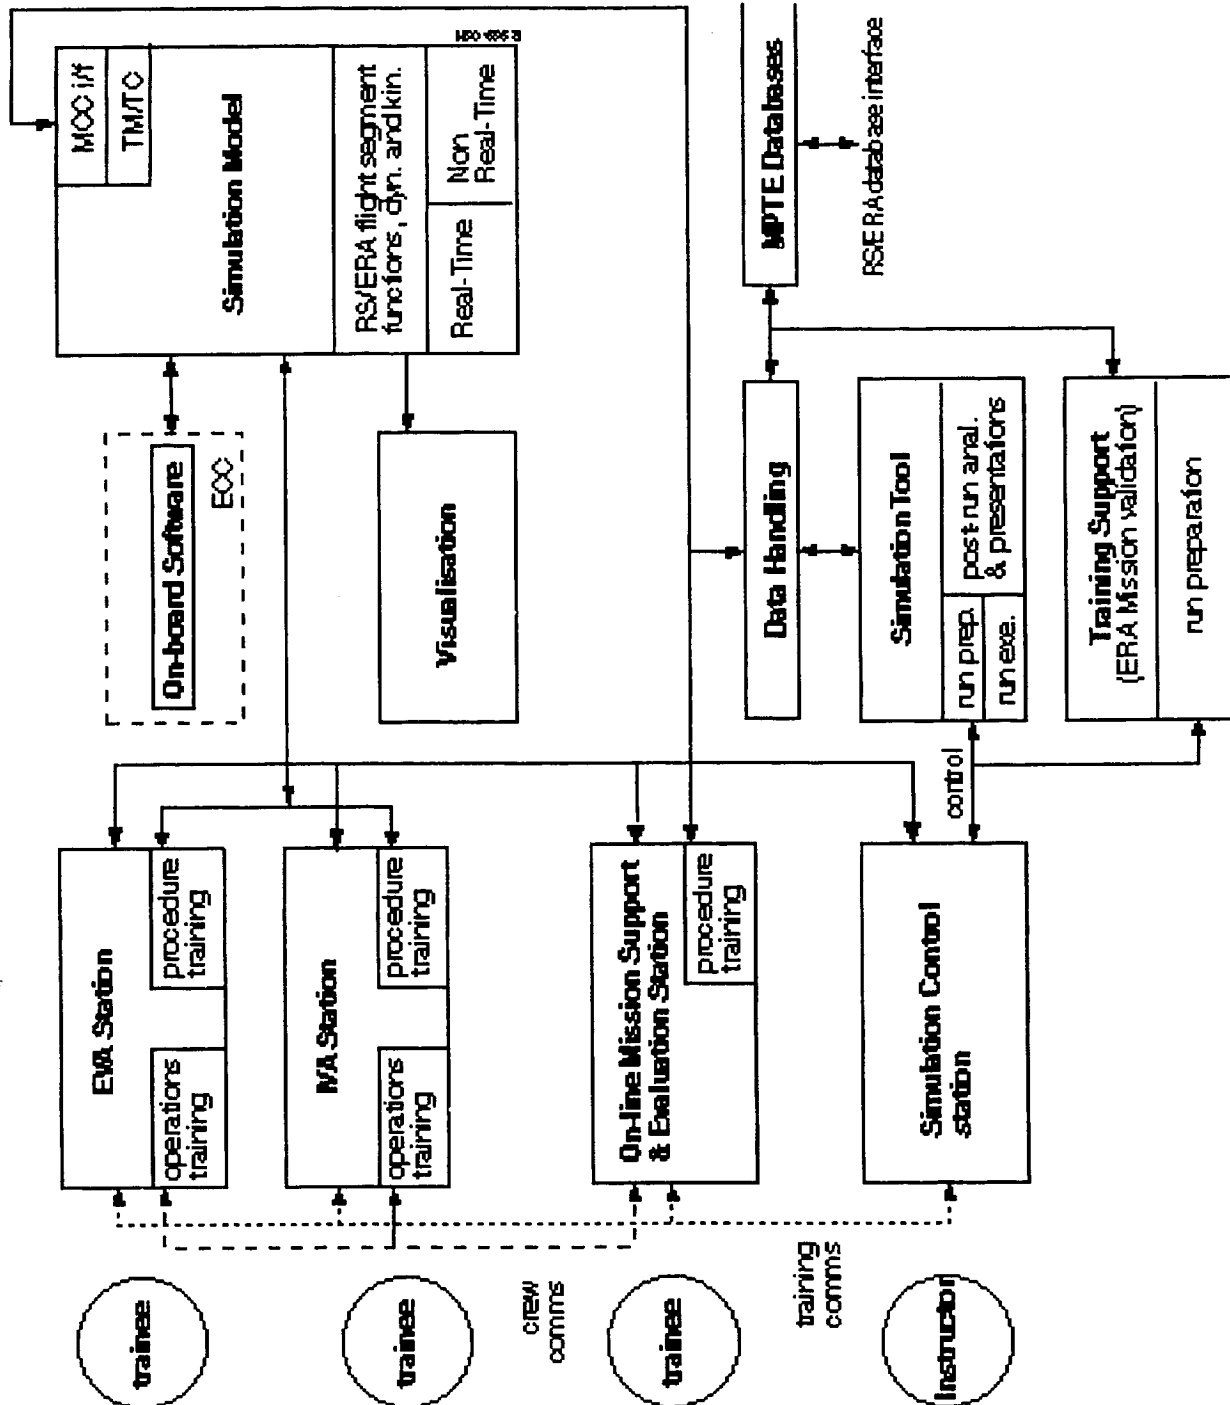 trainee
trainee
crew
comms
trainee
training
comms
Instructor
EVA Station
operations
training
procedure
training
IVA Station
operations
training
procedure
training
On-line Mission Support
& Evaluation Station
procedure
training
Simulation Control
station
control
On-board Software
ECC
Visualisation
Data Handling
Simulation Tool
run prep.
run exe.
post-run anal.
& presentations
Training Support
(ERA Mission validation)
run preparation
MCC i/f
TM/TC
Simulation Model
RS/ERA flight segment
functions, dyn. and kin.
Real-Time
Non
Real-Time
MPTE Databases
RS/ERA database interface